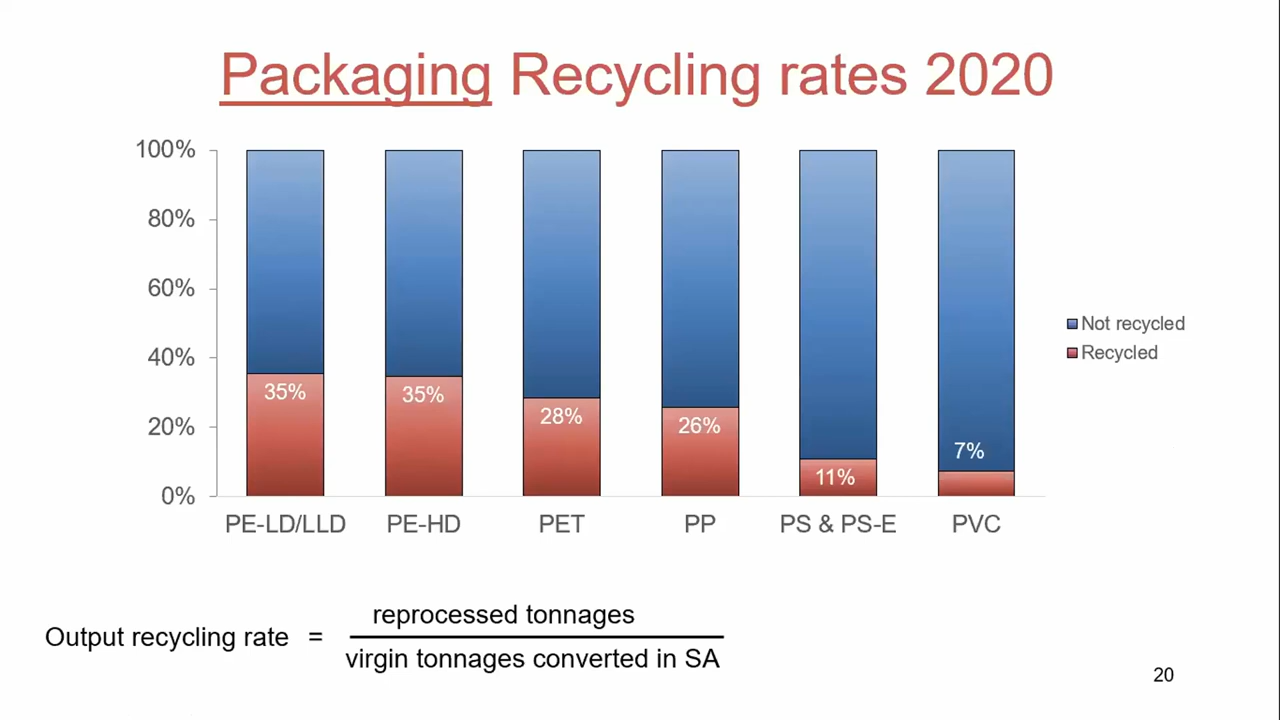 Packaging Recycling rates 2020
100%
80%
60%
40%
20%
0%
35%
35%
28%
26%
11%
7%
PE-LD/LLD
PE-HD
PET
PP
PS & PS-E
PVC
Not recycled
Recycled
Output recycling rate =
reprocessed tonnages
virgin tonnages converted in SA
20